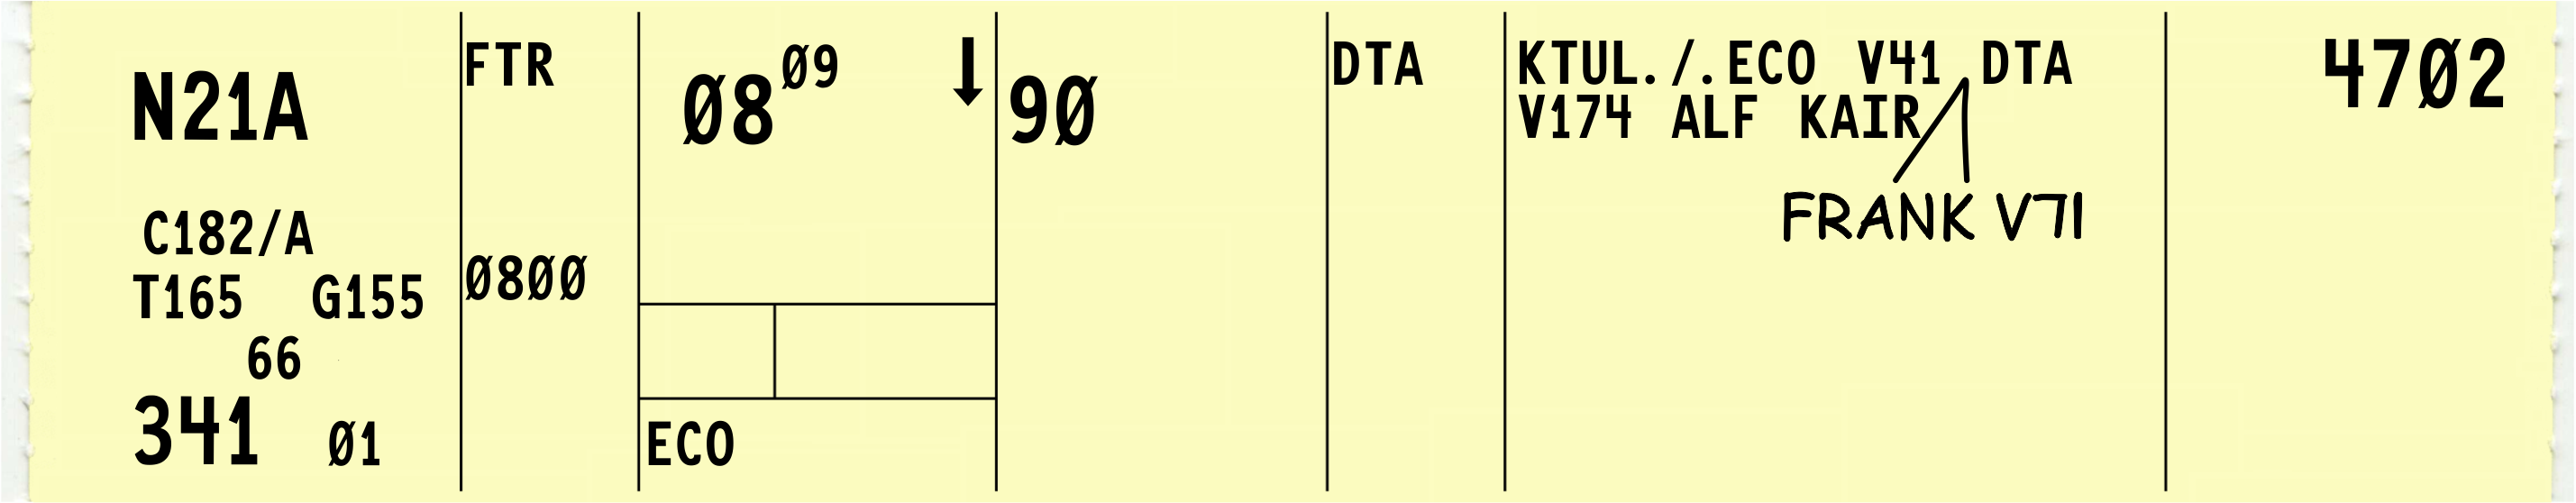 N21A
C182/A
T165 G155
66
341 Ø1
FTR
Ø8ØØ
Ø8 Ø9 ↓
ECO
9Ø
DTA
KTUL./.ECO V41 DTA
V174 ALF KAIR
FRANK V71
47Ø2